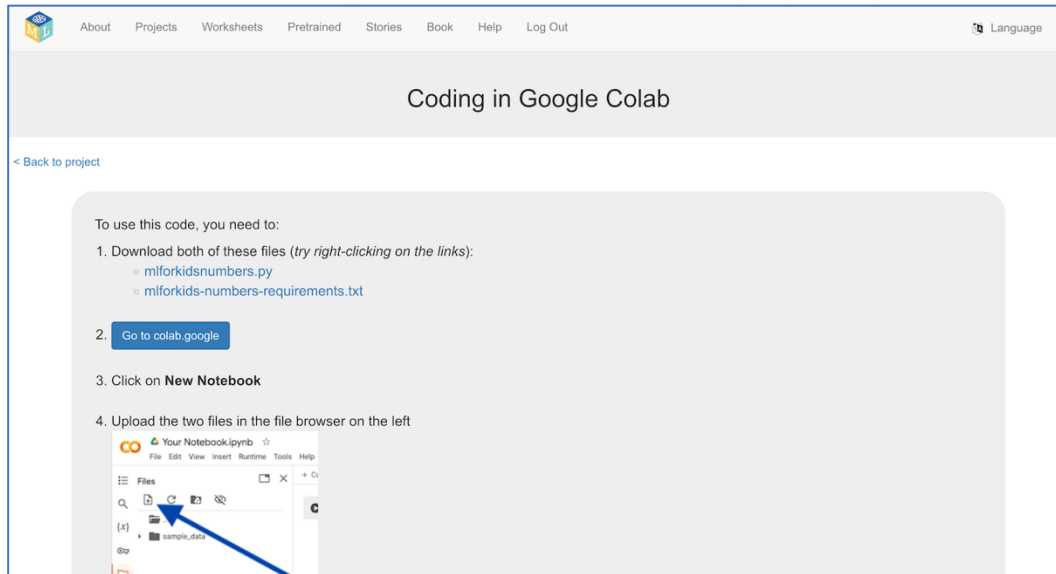 ML
About Projects Worksheets Pretrained Stories Book Help Log Out Language
Coding in Google Colab
< Back to project
To use this code, you need to:
1. Download both of these files (try right-clicking on the links):
mlforkidsnumbers.py
mlforkids-numbers-requirements.txt
2. Go to colab.google
3. Click on New Notebook
4. Upload the two files in the file browser on the left
CO Your Notebook.ipynb
File Edit View Insert Runtime Tools Help
Files
{x}
..
sample_data